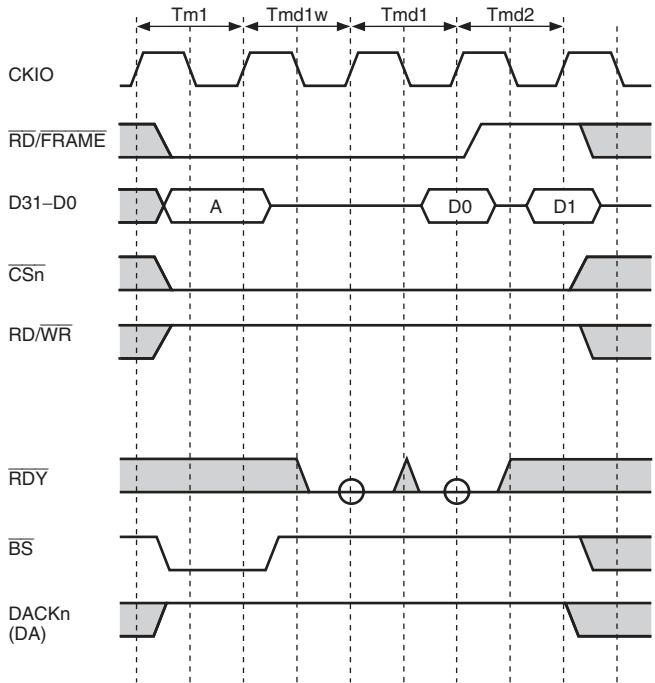 Tm1 Tmd1w Tmd1 Tmd2
CKIO
RD/FRAME
D31–D0 A D0 D1
CSn
RD/WR
RDY
BS
DACKn
(DA)